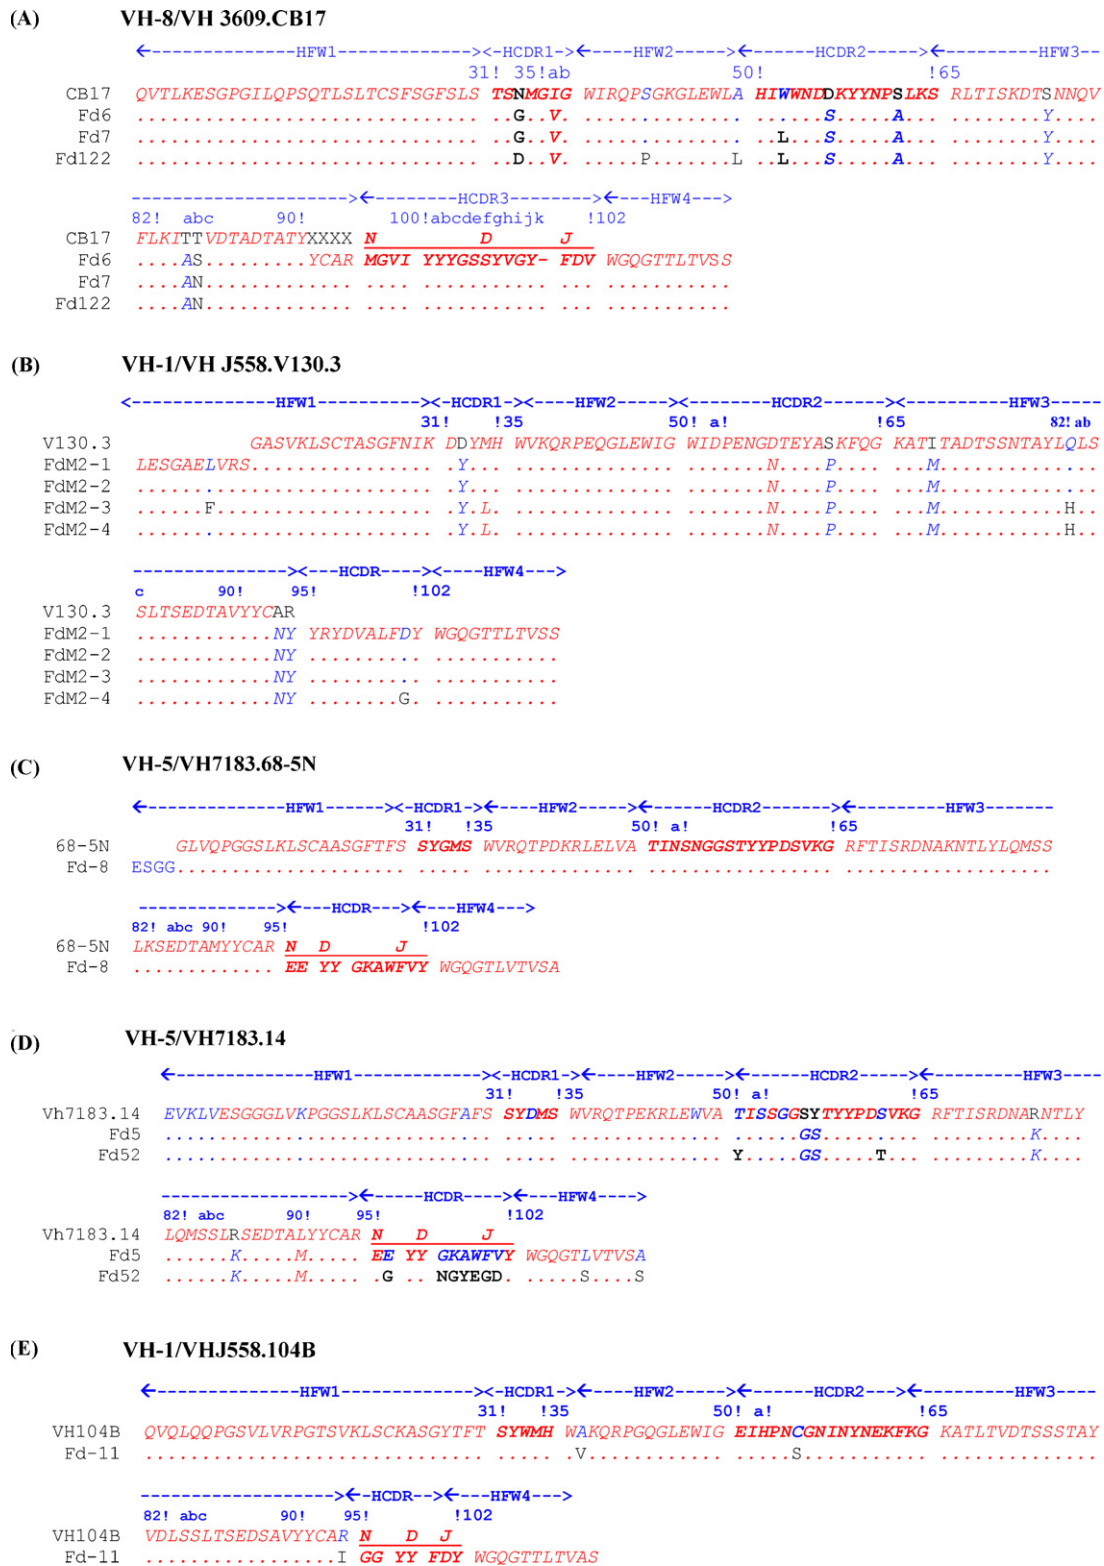 (A) VH-8/VH 3609.CB17
←---------------HFW1---------------><-HCDR1-→←----HFW2------→←------HCDR2-----→←---------HFW3---
31! 35!ab 50! !65
CB17 QVTLKESGPGILQPSQTLSLTCSFSGFSLS TSNMGIG WIRQPSGKGLEWLA HIWWNDDKYYNPSLKS RLTISKDTSNNQV
Fd6 .............................. ..G..V. .............. .....S.....A.... ........Y....
Fd7 .............................. ..G..V. .............. ..L..S.....A.... ........Y....
Fd122 .............................. ..D..V. .....P.......L ..L..S.....A.... ........Y....
-------------------→←--------HCDR3--------→←---HFW4---→
82! abc 90! 100!abcdefghijk !102
CB17 FLKITTVDTADTATYXXXX N D J
Fd6 ....AS.........YCAR MGVI YYYGSSYVGY- FDV WGQGTTLTVSS
Fd7 ....AN............. .... ........... ... ...........
Fd122 ....AN............. .... ........... ... ...........
(B) VH-1/VH J558.V130.3
<-------------HFW1------------><-HCDR1-><----HFW2-----><-------HCDR2------><---------HFW3---
31! !35 50! a! !65 82! ab
V130.3 GASVKLSCTASGFNIK DDYMH WVKQRPEQGLEWIG WIDPENGDTEYASKFQG KATITADTSSNTAYLQLS
FdM2-1 LESGAELVRS................ .Y... .............. .......N....P.... ...M...........​...
FdM2-2 .......................... .Y... .............. .......N....P.... ...M..............
FdM2-3 ......F................... .Y.L. .............. .......N....P.... ...M...........H..
FdM2-4 .......................... .Y.L. .............. .......N....P.... ...M...........H..
--------------><---HCDR---><----HFW4--->
c 90! 95! !102
V130.3 SLTSEDTAVYYCAR
FdM2-1 ............NY YRYDVALFDY WGQGTTLTVSS
FdM2-2 ............NY .......... ...........
FdM2-3 ............NY .......... ...........
FdM2-4 ............NY ........G. ...........
(C) VH-5/VH7183.68-5N
←-------------HFW1------→←-HCDR1-→←----HFW2-----→←-------HCDR2------→←---------HFW3-------
31! !35 50! a! !65
68-5N GLVQPGGSLKLSCAASGFTFS SYGMS WVRQTPDKRLELVA TINSNGGSTYYPDSVKG RFTISRDNAKNTLYLQMSS
Fd-8 ESGG..................... ..... .............. ................. ...................
-------------→←---HCDR---→←---HFW4---→
82! abc 90! 95! !102
68-5N LKSEDTAMYYCAR N D J
Fd-8 ............. EE YY GKAWFVY WGQGTLVTVSA
(D) VH-5/VH7183.14
←--------------HFW1------------><-HCDR1-→←----HFW2-----→←-------HCDR2------→←---------HFW3----
31! !35 50! a! !65
Vh7183.14 EVKLVESGGGLVKPGGSLKLSCAASGFAFS SYDMS WVRQTPEKRLEWVA TISSGGSYTYYPDSVKG RFTISRDNARNTLY
Fd5 .............................. ..... .............. ......GS......... .........K....
Fd52 .............................. ..... .............. Y.....GS.....T... .........K....
------------------→←-----HCDR-----→←---HFW4----→
82! abc 90! 95! !102
Vh7183.14 LQMSSLRSEDTALYYCAR N D J
Fd5 ......K.....M..... EE YY GKAWFVY WGQGTLVTVSA
Fd52 ......K.....M..... .G .. NGYEGD. .....S....S
(E) VH-1/VHJ558.104B
←--------------HFW1--------------><-HCDR1-→←----HFW2------→←------HCDR2-----→←---------HFW3----
31! !35 50! a! !65
VH104B QVQLQQPGSVLVRPGTSVKLSCKASGYTFT SYWMH WAKQRPGQGLEWIG EIHPNCGNINYNEKFKG KATLTVDTSSSTAY
Fd-11 .............................. ..... .V............ .....S........... ..............
------------------→←-HCDR--→←---HFW4---→
82! abc 90! 95! !102
VH104B VDLSSLTSEDSAVYYCAR N D J
Fd-11 .................I GG YY FDY WGQGTTLTVAS